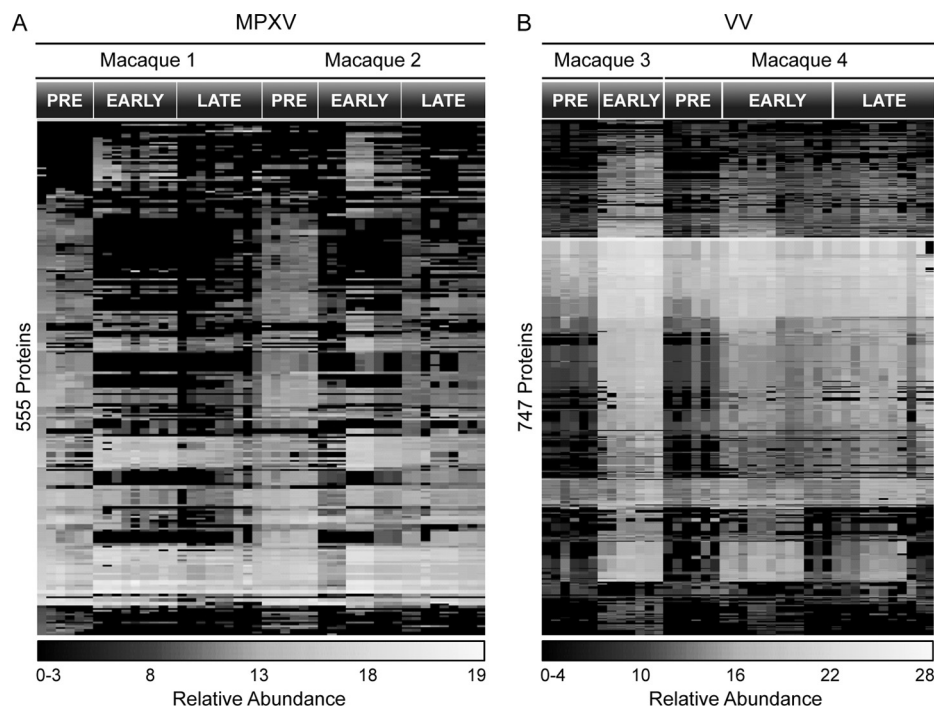 A MPXV
Macaque 1 Macaque 2
PRE EARLY LATE PRE EARLY LATE
555 Proteins
0-3 8 13 18 19
Relative Abundance
B VV
Macaque 3 Macaque 4
PRE EARLY PRE EARLY LATE
747 Proteins
0-4 10 16 22 28
Relative Abundance